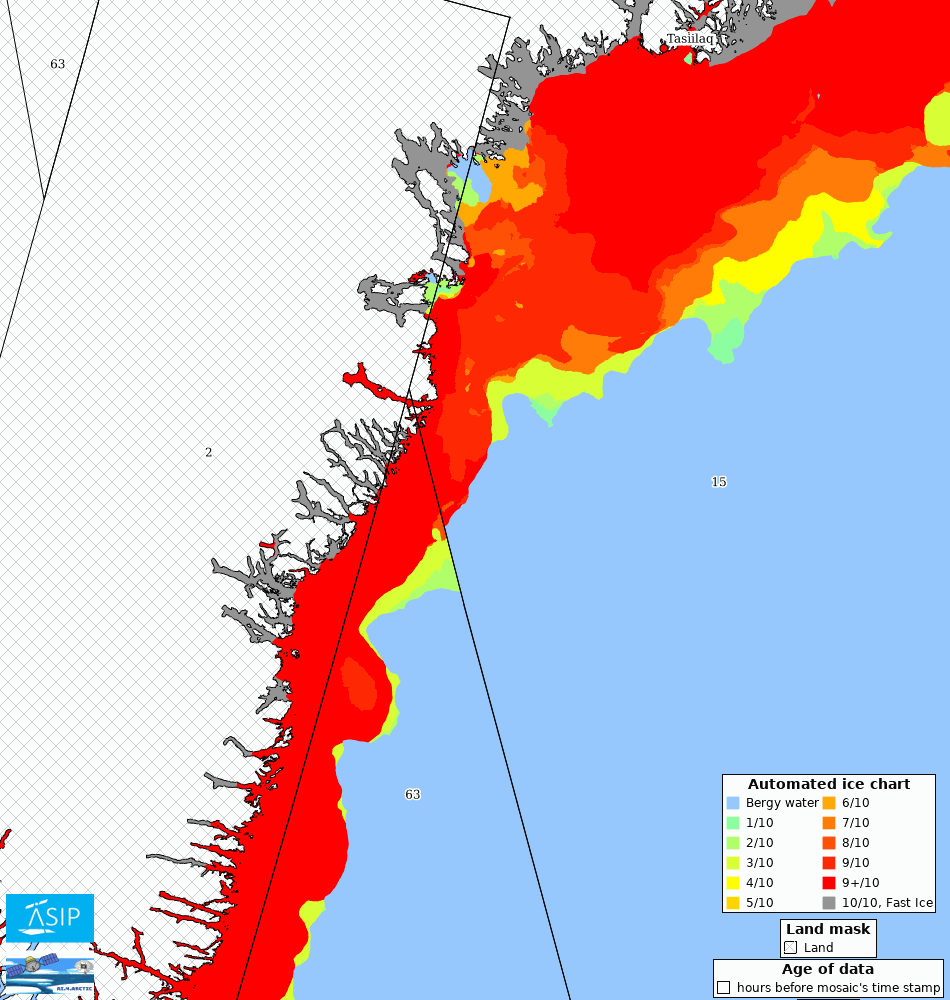 Tasiilaq
63
2
15
63
Automated ice chart
Bergy water
1/10
2/10
3/10
4/10
5/10
6/10
7/10
8/10
9/10
9+/10
10/10, Fast Ice
Land mask
Land
Age of data
hours before mosaic's time stamp
ASIP
AI4ARCTIC